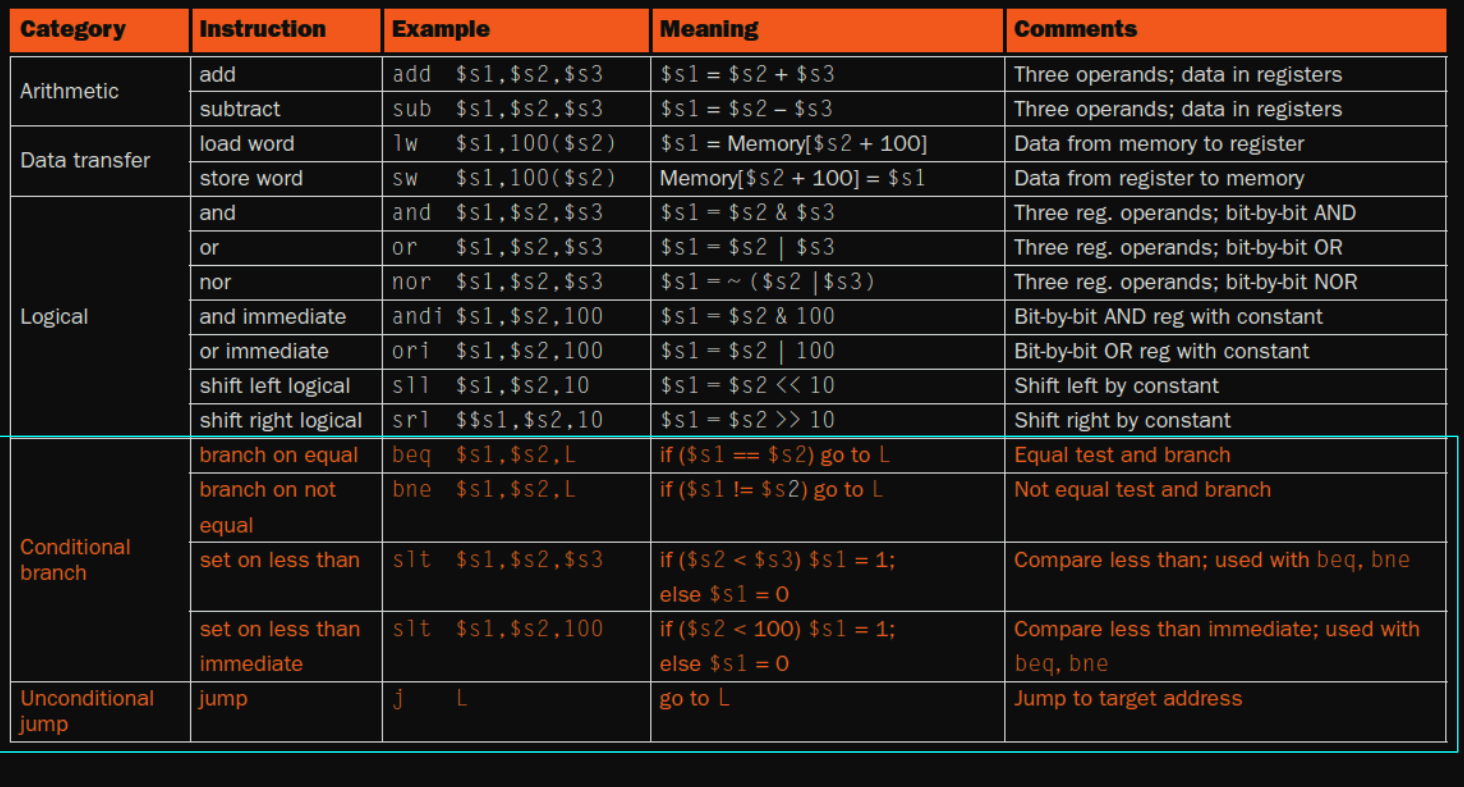 Category Instruction Example Meaning Comments
Arithmetic
add add $s1,$s2,$s3 $s1 = $s2 + $s3 Three operands; data in registers
subtract sub $s1,$s2,$s3 $s1 = $s2 – $s3 Three operands; data in registers
Data transfer
load word lw $s1,100($s2) $s1 = Memory[$s2 + 100] Data from memory to register
store word sw $s1,100($s2) Memory[$s2 + 100] = $s1 Data from register to memory
Logical
and and $s1,$s2,$s3 $s1 = $s2 & $s3 Three reg. operands; bit-by-bit AND
or or $s1,$s2,$s3 $s1 = $s2 | $s3 Three reg. operands; bit-by-bit OR
nor nor $s1,$s2,$s3 $s1 = ~ ($s2 |$s3) Three reg. operands; bit-by-bit NOR
and immediate andi $s1,$s2,100 $s1 = $s2 & 100 Bit-by-bit AND reg with constant
or immediate ori $s1,$s2,100 $s1 = $s2 | 100 Bit-by-bit OR reg with constant
shift left logical sll $s1,$s2,10 $s1 = $s2 << 10 Shift left by constant
shift right logical srl $$s1,$s2,10 $s1 = $s2 >> 10 Shift right by constant
Conditional
branch
branch on equal beq $s1,$s2,L if ($s1 == $s2) go to L Equal test and branch
branch on not bne $s1,$s2,L if ($s1 != $s2) go to L Not equal test and branch
equal
set on less than slt $s1,$s2,$s3 if ($s2 < $s3) $s1 = 1; Compare less than; used with beq, bne
else $s1 = 0
set on less than slt $s1,$s2,100 if ($s2 < 100) $s1 = 1; Compare less than immediate; used with
immediate else $s1 = 0 beq, bne
Unconditional
jump
jump j L go to L Jump to target address